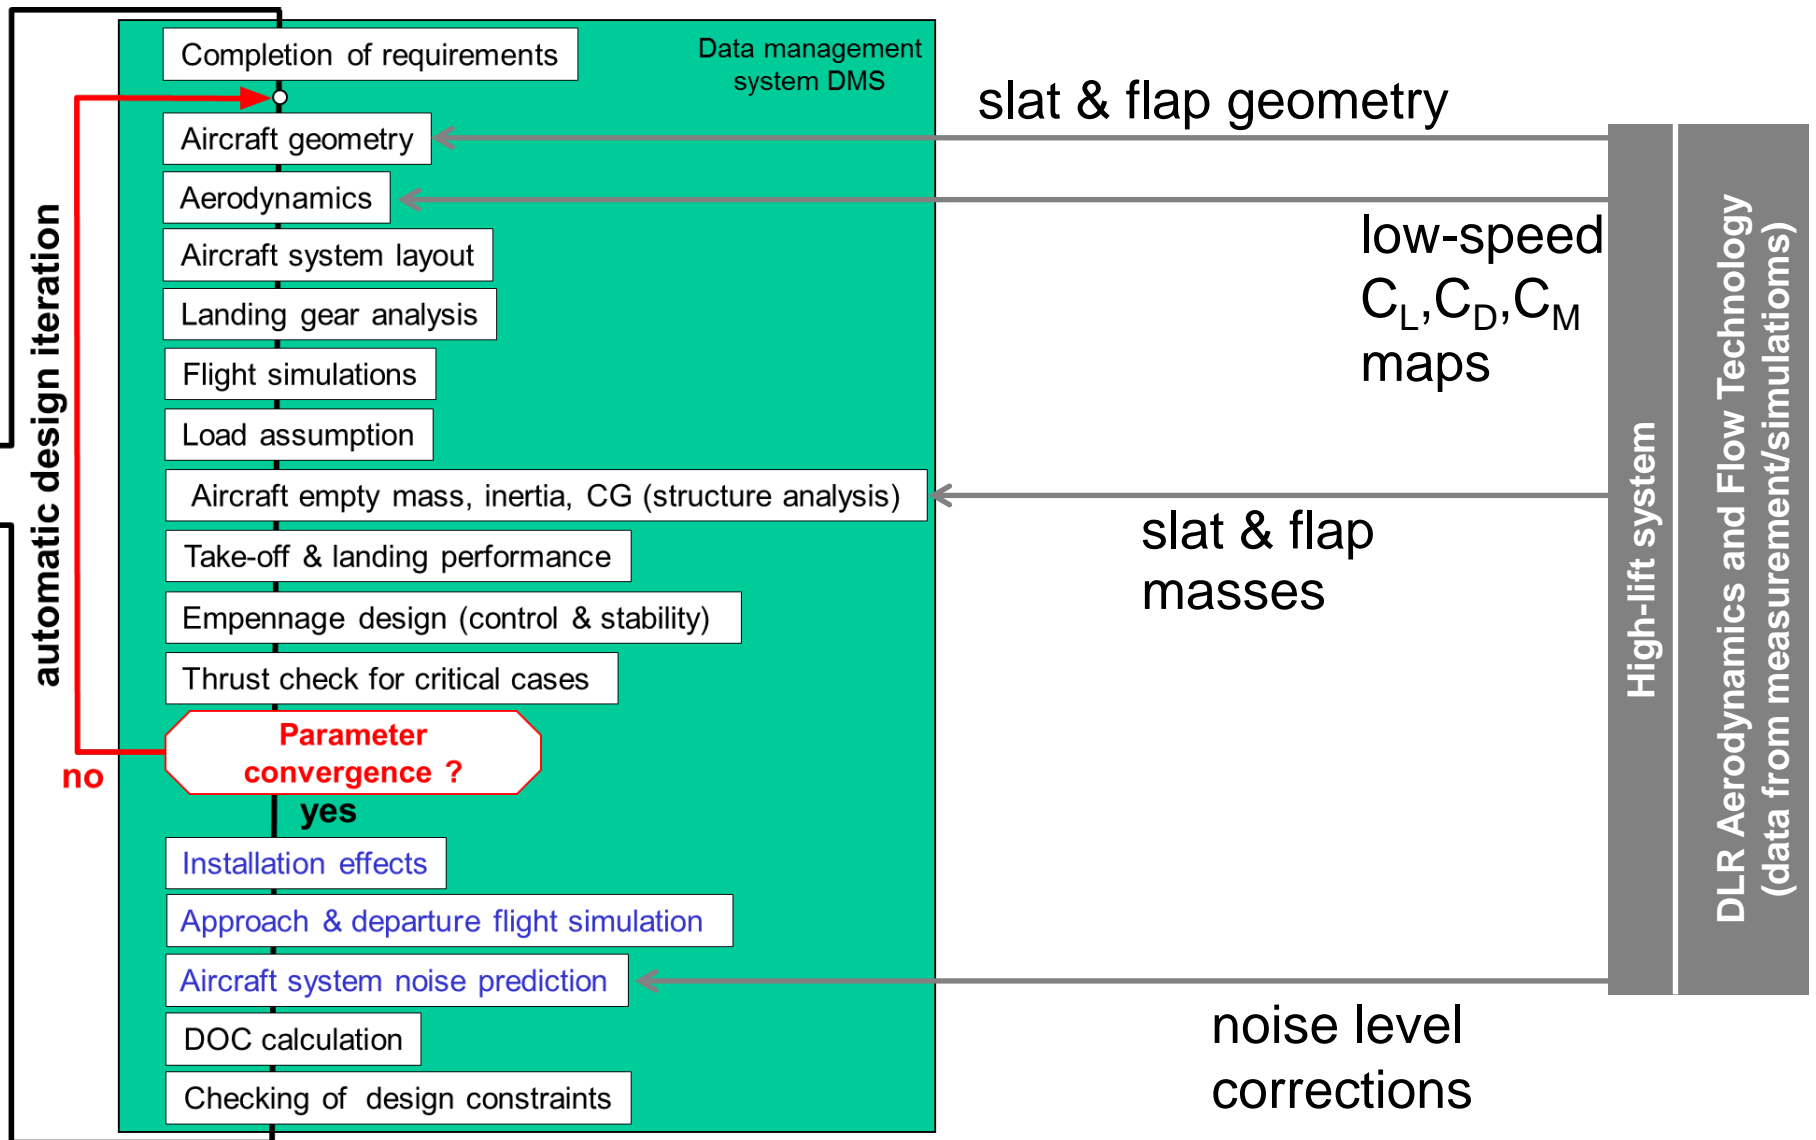 Completion of requirements
Data management
system DMS
Aircraft geometry
Aerodynamics
Aircraft system layout
Landing gear analysis
Flight simulations
Load assumption
Aircraft empty mass, inertia, CG (structure analysis)
Take-off & landing performance
Empennage design (control & stability)
Thrust check for critical cases
Parameter
convergence ?
no
yes
Installation effects
Approach & departure flight simulation
Aircraft system noise prediction
DOC calculation
Checking of design constraints
automatic design iteration
slat & flap geometry
low-speed
C_L,C_D,C_M
maps
slat & flap
masses
noise level
corrections
High-lift system
DLR Aerodynamics and Flow Technology
(data from measurement/simulatioms)